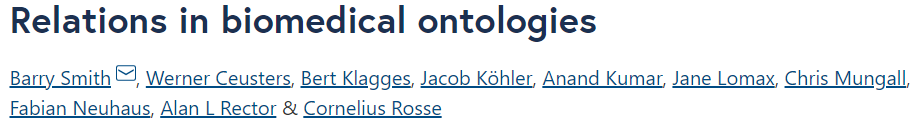 Relations in biomedical ontologies
Barry Smith, Werner Ceusters, Bert Klagges, Jacob Köhler, Anand Kumar, Jane Lomax, Chris Mungall,
Fabian Neuhaus, Alan L Rector & Cornelius Rosse